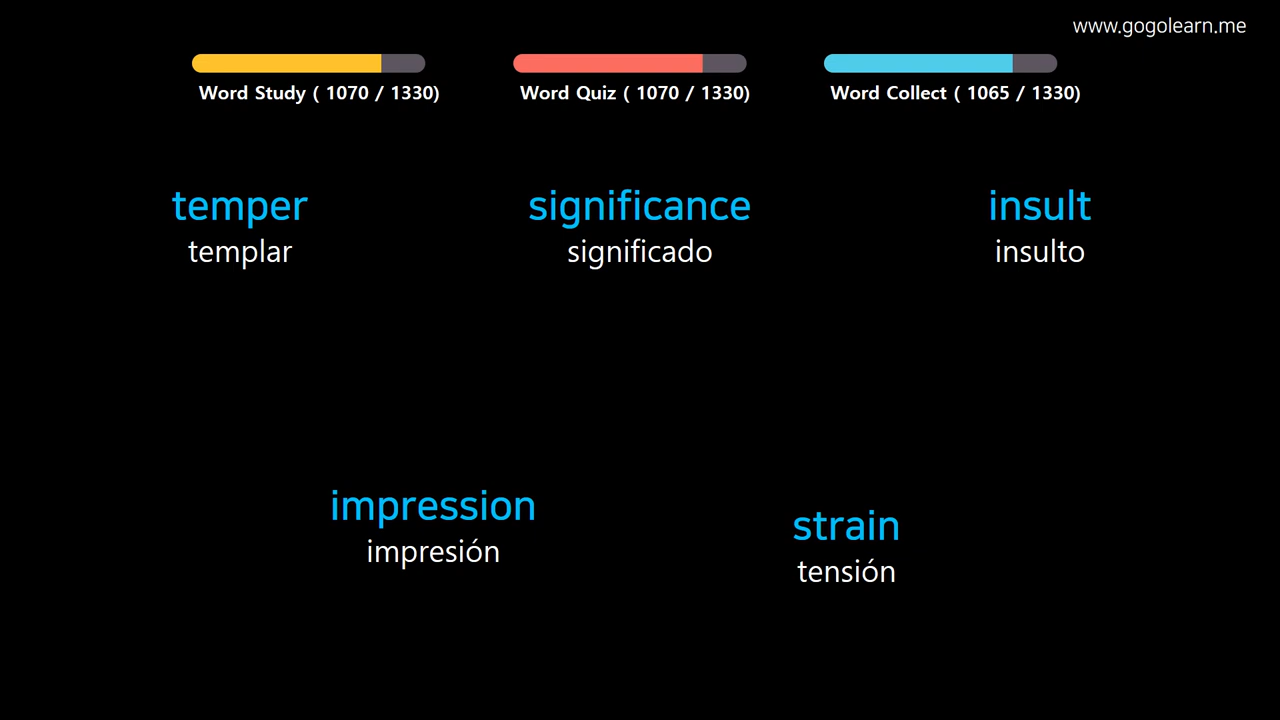 www.gogolearn.me
Word Study ( 1070 / 1330)
Word Quiz ( 1070 / 1330)
Word Collect ( 1065 / 1330)
temper
templar
significance
significado
insult
insulto
impression
impresión
strain
tensión